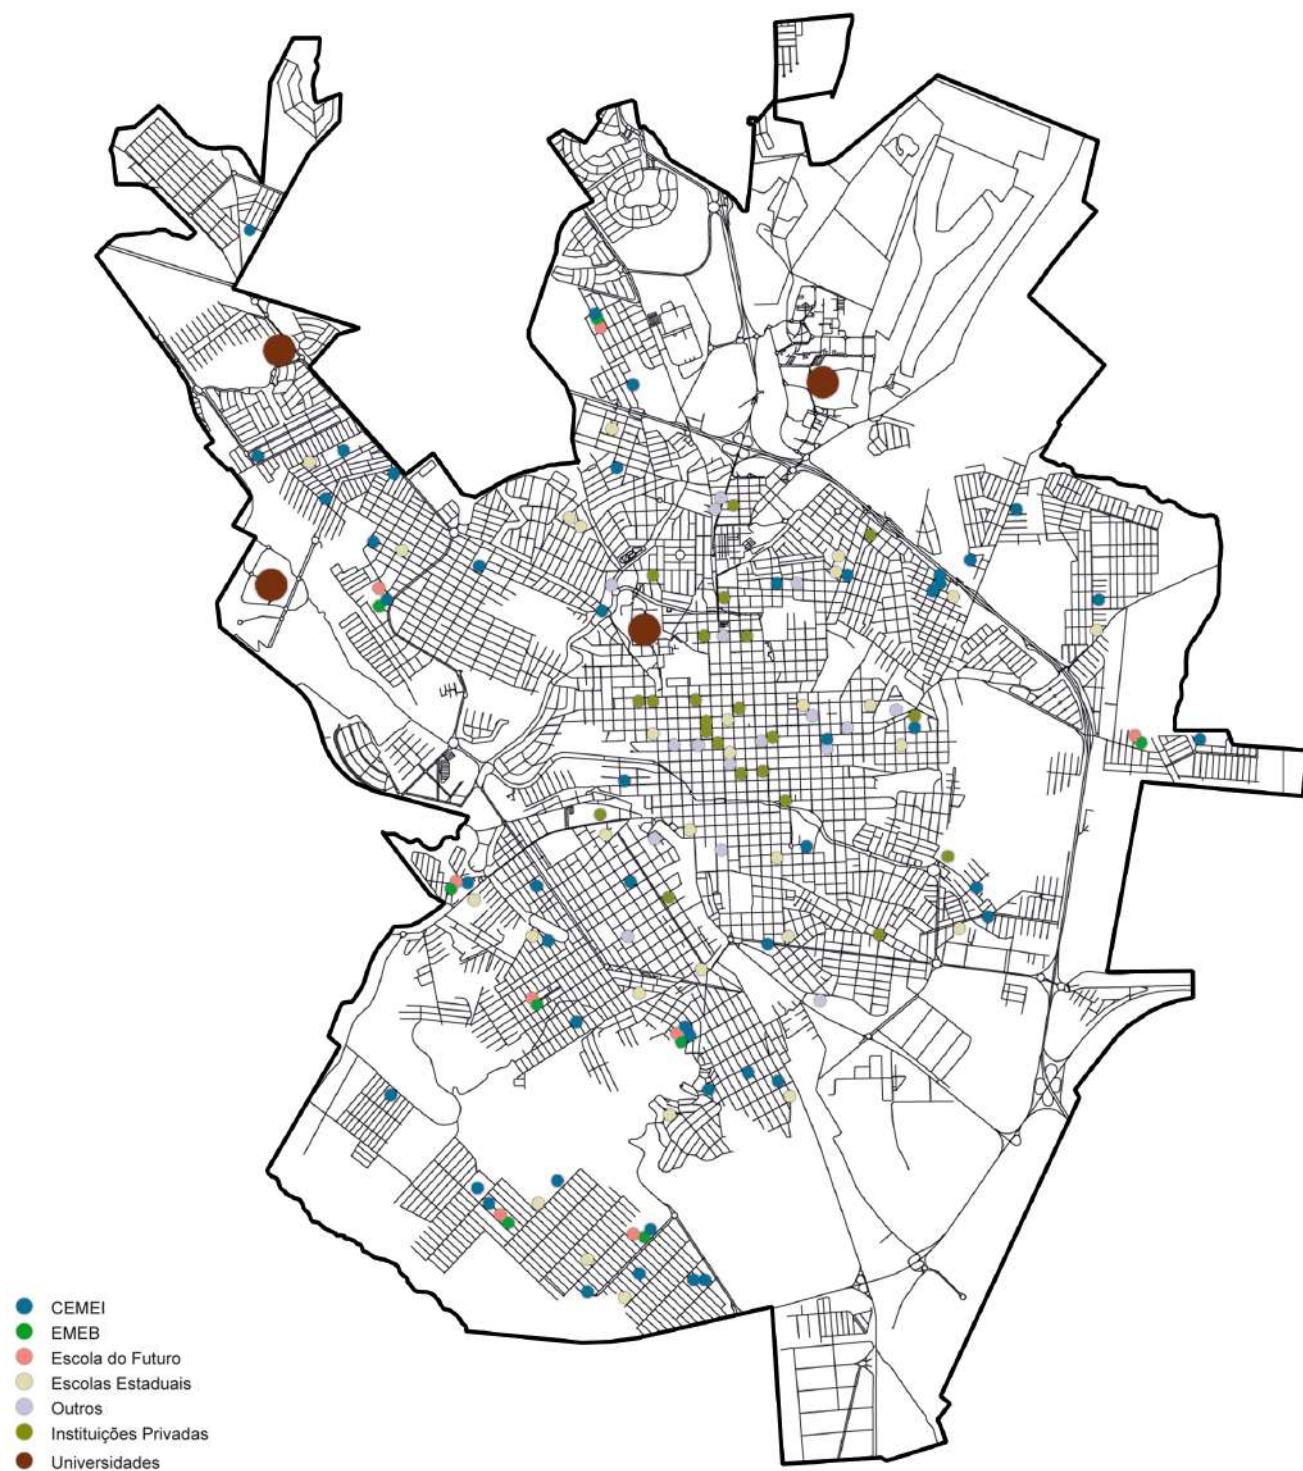 CEMEI
EMEB
Escola do Futuro
Escolas Estaduais
Outros
Instituições Privadas
Universidades